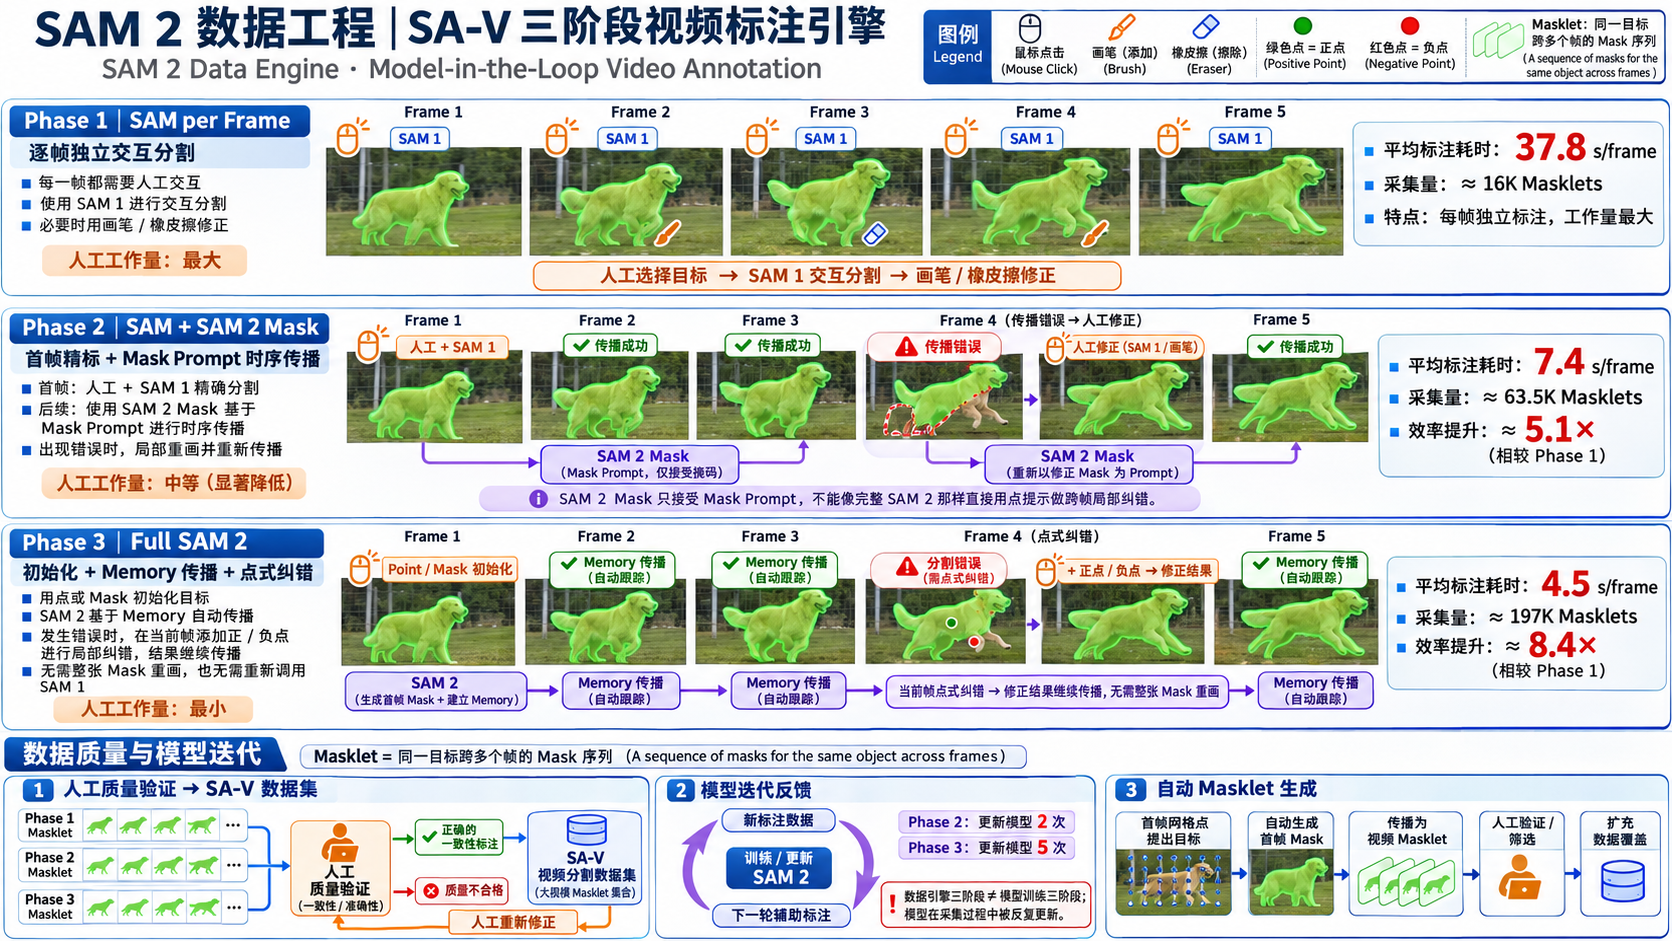 SAM 2 数据工程 | SA-V 三阶段视频标注引擎
SAM 2 Data Engine · Model-in-the-Loop Video Annotation
图例
Legend
鼠标点击
(Mouse Click)
画笔（添加）
(Brush)
橡皮擦（擦除）
(Eraser)
绿色点 = 正点
(Positive Point)
红色点 = 负点
(Negative Point)
Masklet：同一目标
跨多个帧的 Mask 序列
( A sequence of masks for the
same object across frames )
Phase 1 | SAM per Frame
逐帧独立交互分割
每一帧都需要人工交互
使用 SAM 1 进行交互分割
必要时用画笔 / 橡皮擦修正
人工工作量：最大
Frame 1
Frame 2
Frame 3
Frame 4
Frame 5
SAM 1
SAM 1
SAM 1
SAM 1
SAM 1
人工选择目标 → SAM 1 交互分割 → 画笔 / 橡皮擦修正
平均标注耗时：37.8 s/frame
采集量：≈ 16K Masklets
特点：每帧独立标注，工作量最大
Phase 2 | SAM + SAM 2 Mask
首帧精标 + Mask Prompt 时序传播
首帧：人工 + SAM 1 精确分割
后续：使用 SAM 2 Mask 基于
Mask Prompt 进行时序传播
出现错误时，局部重画并重新传播
人工工作量：中等（显著降低）
Frame 1
Frame 2
Frame 3
Frame 4（传播错误→人工修正）
Frame 5
人工 + SAM 1
传播成功
传播成功
传播错误
人工修正（SAM 1 / 画笔）
传播成功
SAM 2 Mask
（Mask Prompt，仅接受掩码）
SAM 2 Mask
（重新以修正 Mask 为 Prompt）
SAM 2 Mask 只接受 Mask Prompt，不能像完整 SAM 2 那样直接用点提示做跨帧局部纠错。
平均标注耗时：7.4 s/frame
采集量：≈ 63.5K Masklets
效率提升：≈ 5.1×
（相较 Phase 1）
Phase 3 | Full SAM 2
初始化 + Memory 传播 + 点式纠错
用点或 Mask 初始化目标
SAM 2 基于 Memory 自动传播
发生错误时，在当前帧添加正 / 负点
进行局部纠错，结果继续传播
无需整张 Mask 重画，也无需重新调用
SAM 1
人工工作量：最小
Frame 1
Frame 2
Frame 3
Frame 4（点式纠错）
Frame 5
Point / Mask 初始化
Memory 传播
（自动跟踪）
Memory 传播
（自动跟踪）
分割错误
（需点式纠错）
+ 正点 / 负点 → 修正结果
Memory 传播
（自动跟踪）
SAM 2
（生成首帧 Mask + 建立 Memory）
Memory 传播
（自动跟踪）
Memory 传播
（自动跟踪）
当前帧点式纠错 → 修正结果继续传播, 无需整张 Mask 重画
Memory 传播
（自动跟踪）
平均标注耗时：4.5 s/frame
采集量：≈ 197K Masklets
效率提升：≈ 8.4×
（相较 Phase 1）
数据质量与模型迭代
Masklet = 同一目标跨多个帧的 Mask 序列 (A sequence of masks for the same object across frames)
1 人工质量验证 → SA-V 数据集
Phase 1
Masklet
...
Phase 2
Masklet
...
Phase 3
Masklet
...
人工
质量验证
（一致性 / 准确性）
正确的
一致性标注
质量不合格
SA-V
视频分割数据集
（大规模 Masklet 集合）
人工重新修正
2 模型迭代反馈
新标注数据
训练 / 更新
SAM 2
下一轮辅助标注
Phase 2：更新模型 2 次
Phase 3：更新模型 5 次
! 数据引擎三阶段 ≠ 模型训练三阶段；
模型在采集过程中被反复更新。
3 自动 Masklet 生成
首帧网格点
提出目标
自动生成
首帧 Mask
传播为
视频 Masklet
人工验证 /
筛选
扩充
数据覆盖